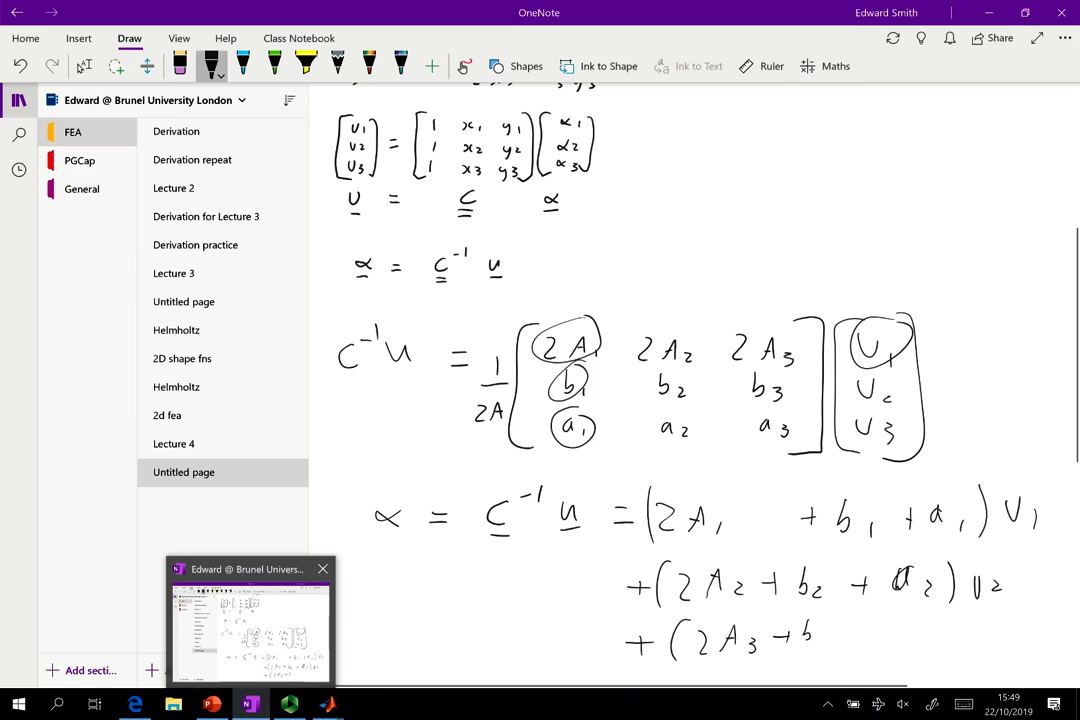 OneNote
Edward Smith
Home Insert Draw View Help Class Notebook
Share
Shapes Ink to Shape Ink to Text Ruler Maths
Edward @ Brunel University London
FEA
PGCap
General
Derivation
Derivation repeat
Lecture 2
Derivation for Lecture 3
Derivation practice
Lecture 3
Untitled page
Helmholtz
2D shape fns
Helmholtz
2d fea
Lecture 4
Untitled page
Add secti...
[U1 U2 U3] = [1 x1 y1 1 x2 y2 1 x3 y3] [α1 α2 α3]
U = C α
α = C⁻¹ u
C⁻¹ U = 1/2A [2A1 2A2 2A3 b1 b2 b3 a1 a2 a3] [U1 U2 U3]
α = C⁻¹ u = (2A1 + b1 + a1) U1
+ (2A2 + b2 + a2) U2
+ (2A3 + b
Edward @ Brunel Univers...
15:49
22/10/2019